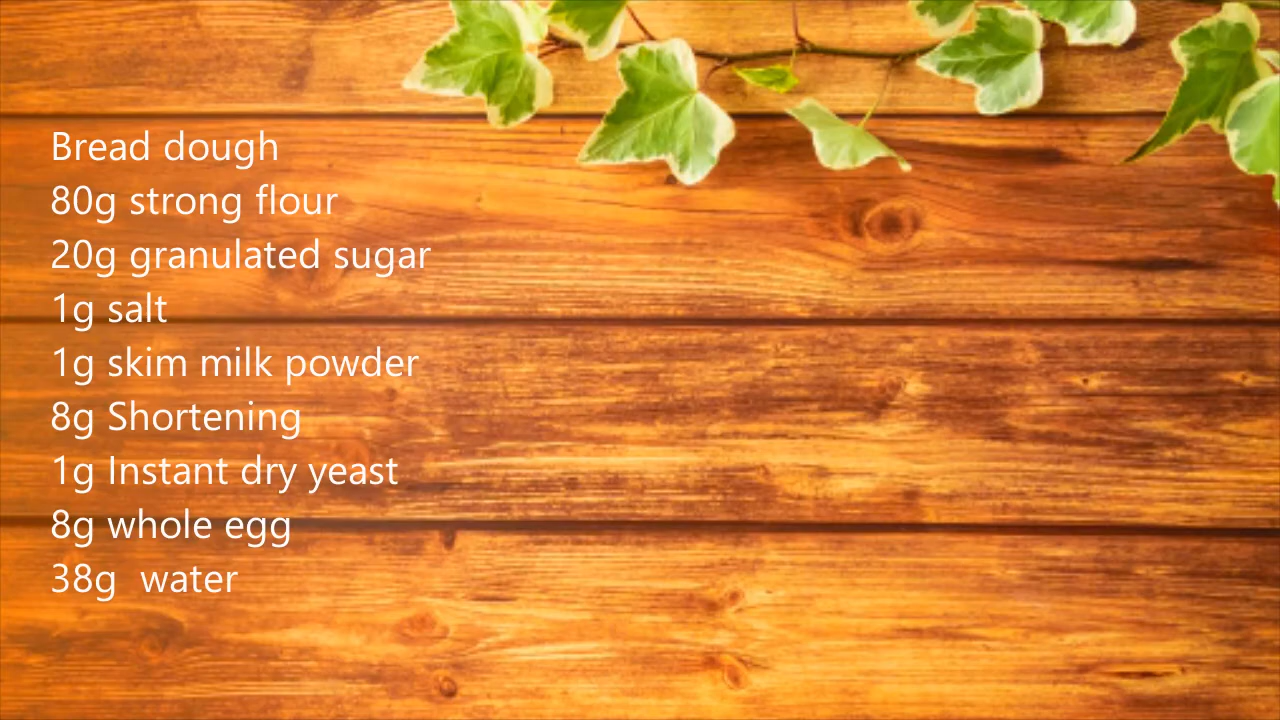 Bread dough
80g strong flour
20g granulated sugar
1g salt
1g skim milk powder
8g Shortening
1g Instant dry yeast
8g whole egg
38g  water